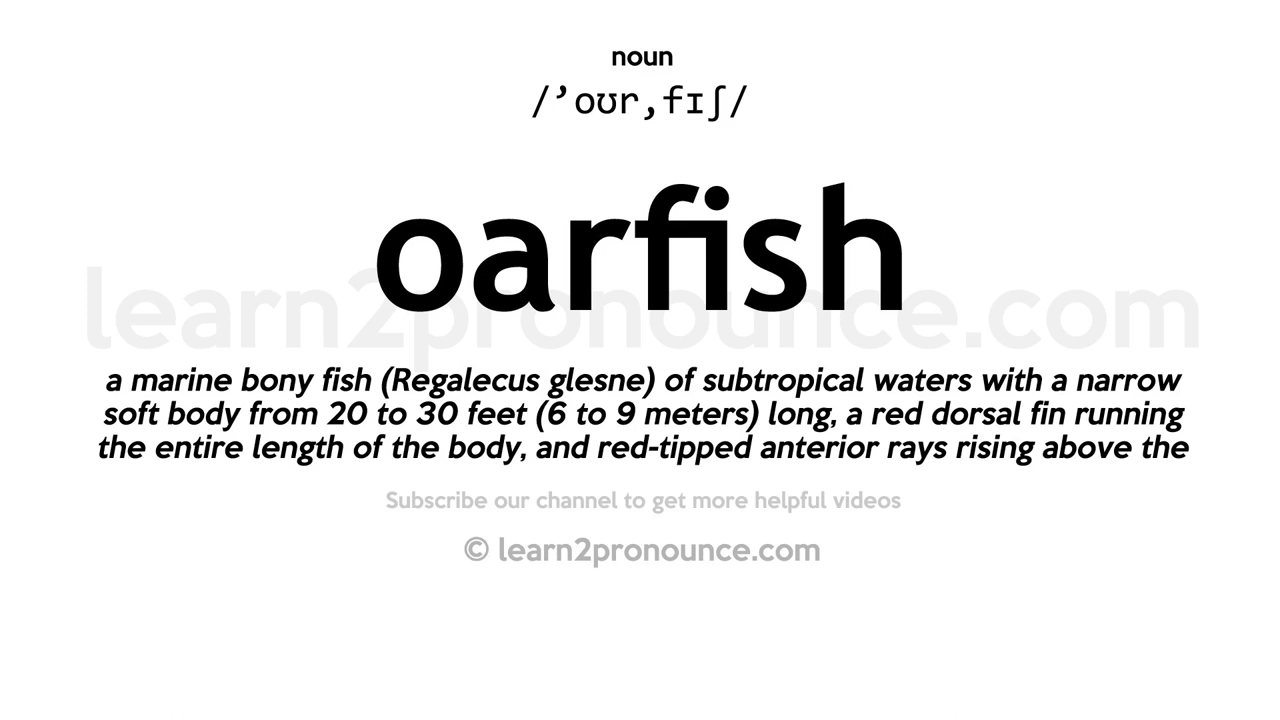 noun
/’oʊr,fɪʃ/
oarfish
learn2pronounce.com
a marine bony fish (Regalecus glesne) of subtropical waters with a narrow
soft body from 20 to 30 feet (6 to 9 meters) long, a red dorsal fin running
the entire length of the body, and red-tipped anterior rays rising above the
Subscribe our channel to get more helpful videos
© learn2pronounce.com